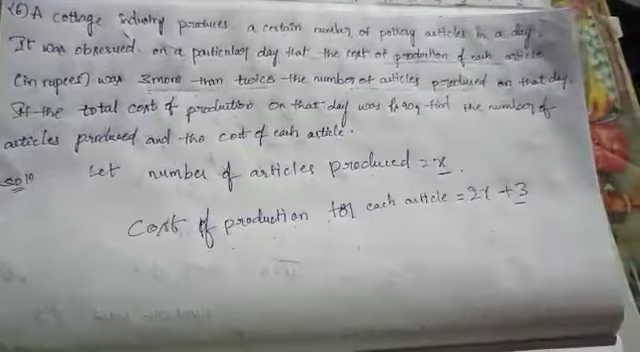 (6) A cottage industry produces a certain number of pottery articles in a day.
It was observed on a particular day that the cost of production of each article
(in rupees) was 3 more than twice the number of articles produced on that day.
If the total cost of production on that day was Rs 90, find the number of
articles produced and the cost of each article.
Soln Let number of articles produced = x.
Cost of production for each article = 2x + 3